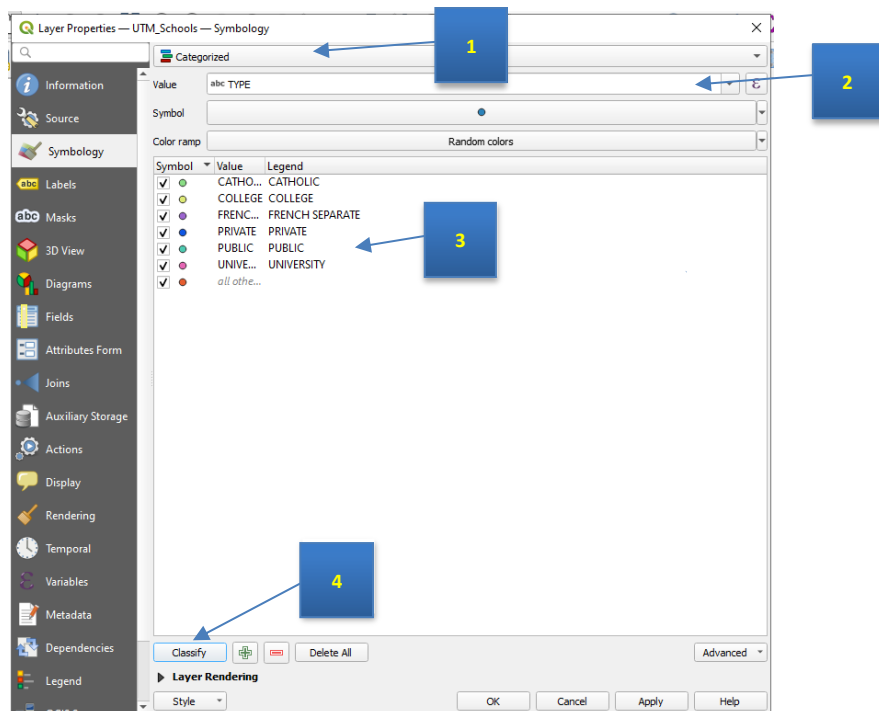 Layer Properties — UTM_Schools — Symbology
1
Categorized
2
Information
Value
abc TYPE
ε
Source
Symbol
Symbology
Color ramp
Random colors
Symbol Value Legend
Labels
CATHO... CATHOLIC
COLLEGE COLLEGE
Masks
FRENC... FRENCH SEPARATE
3
PRIVATE PRIVATE
3D View
PUBLIC PUBLIC
UNIVE... UNIVERSITY
Diagrams
all othe...
Fields
Attributes Form
Joins
Auxiliary Storage
Actions
Display
Rendering
Temporal
4
Variables
Metadata
Dependencies
Classify
Delete All
Advanced
Legend
Layer Rendering
Style
OK Cancel Apply Help